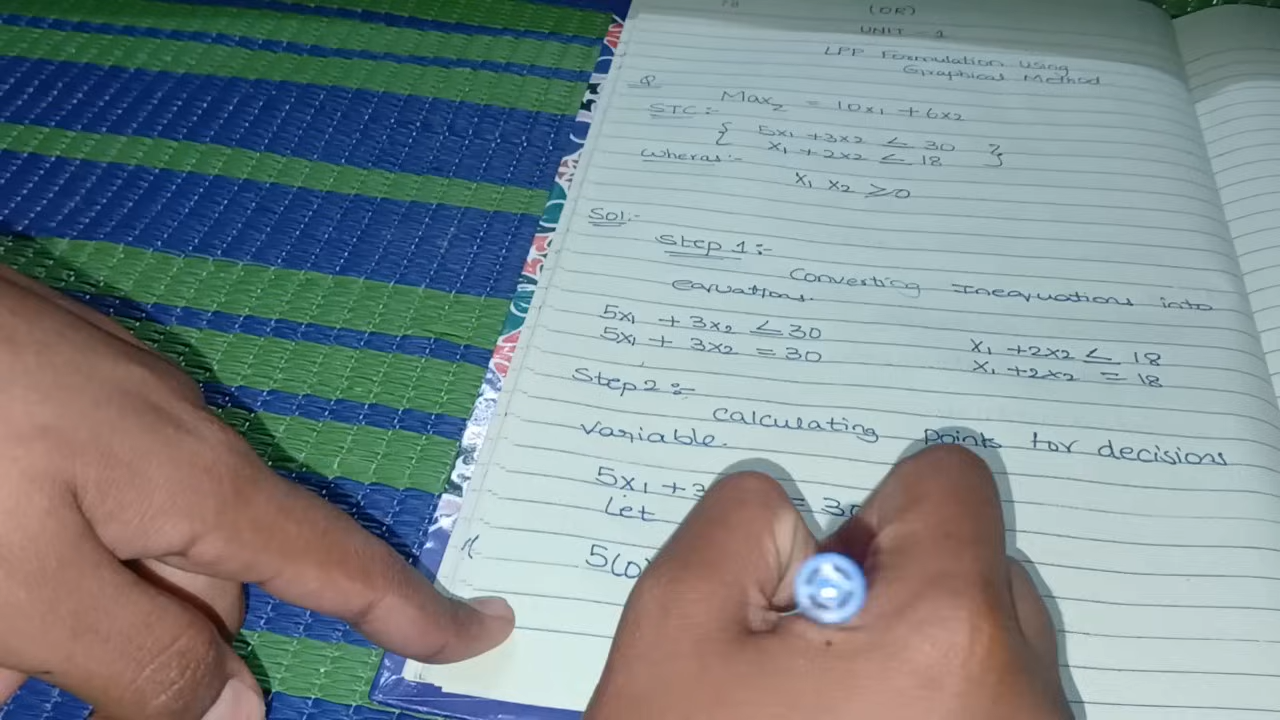 (OR)
UNIT - 1
LPP Formulation using
Graphical Method
Q
Max z = 10x₁ + 6x₂
STC :-
{ 5x₁ + 3x₂ ≤ 30
x₁ + 2x₂ ≤ 18 }
Wheras :-
x₁ x₂ ≥ 0
Sol:-
Step 1 :-
Converting Inequations into
equations.
5x₁ + 3x₂ ≤ 30
x₁ + 2x₂ ≤ 18
5x₁ + 3x₂ = 30
x₁ + 2x₂ = 18
Step 2 :-
Calculating points for decisions
variable.
5x₁ + 3 = 30
Let
5(0)